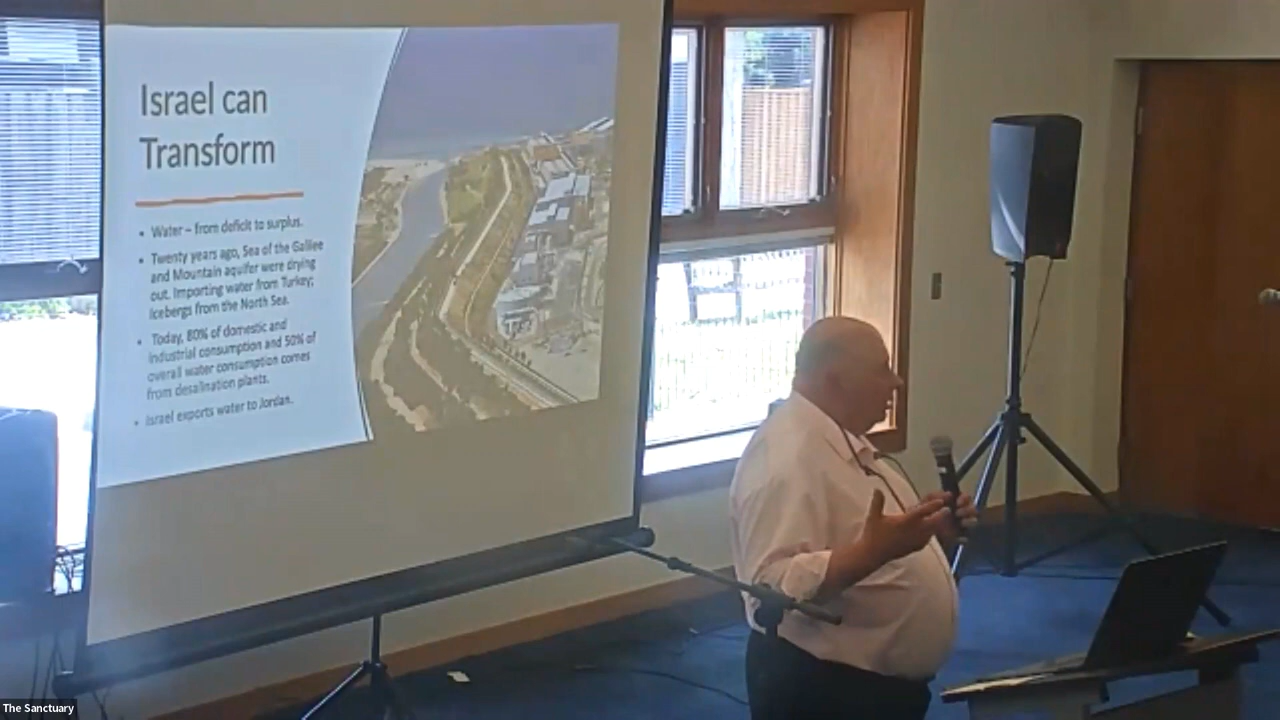 Israel can
Transform
• Water – from deficit to surplus.
• Twenty years ago, Sea of the Galilee
and Mountain aquifer were drying
out. Importing water from Turkey;
Icebergs from the North Sea.
• Today, 80% of domestic and
industrial consumption and 50% of
overall water consumption comes
from desalination plants.
• Israel exports water to Jordan.
The Sanctuary